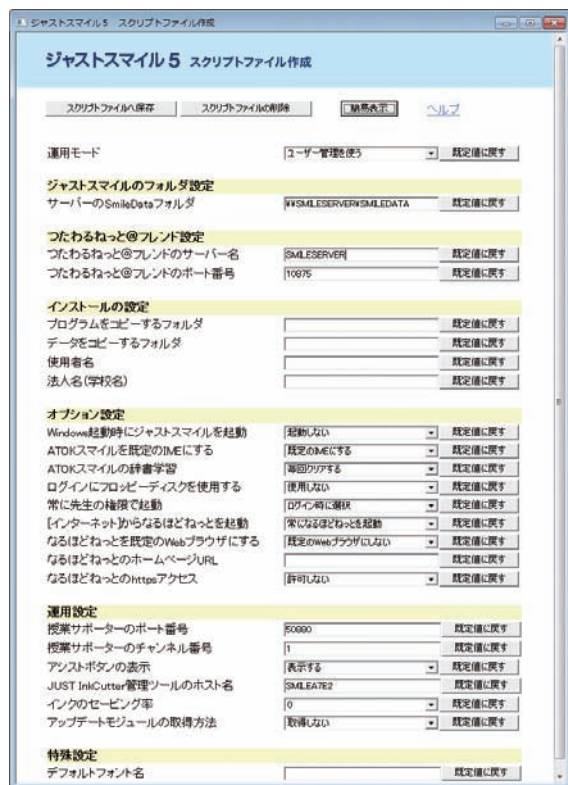 ジャストスマイル5 スクリプトファイル作成
ジャストスマイル 5 スクリプトファイル作成
スクリプトファイルへ保存 スクリプトファイルの削除 簡易表示 ヘルプ
運用モード ユーザー管理を使う 既定値に戻す
ジャストスマイルのフォルダ設定
サーバーのSmileDataフォルダ ¥¥SMILESERVER¥SMILEDATA 既定値に戻す
つたわるねっと@フレンド設定
つたわるねっと@フレンドのサーバー名 SMILESERVER 既定値に戻す
つたわるねっと@フレンドのポート番号 10875 既定値に戻す
インストールの設定
プログラムをコピーするフォルダ 既定値に戻す
データをコピーするフォルダ 既定値に戻す
使用者名 既定値に戻す
法人名(学校名) 既定値に戻す
オプション設定
Windows起動時にジャストスマイルを起動 起動しない 既定値に戻す
ATOKスマイルを既定のIMEにする 既定のIMEにする 既定値に戻す
ATOKスマイルの辞書学習 毎回クリアする 既定値に戻す
ログインにフロッピーディスクを使用する 使用しない 既定値に戻す
常に先生の権限で起動 ログイン時に選択 既定値に戻す
[インターネット]からなるほどねっとを起動 常になるほどねっとを起動 既定値に戻す
なるほどねっとを既定のWebブラウザにする 既定のWebブラウザにしない 既定値に戻す
なるほどねっとのホームページURL 既定値に戻す
なるほどねっとのhttpsアクセス 許可しない 既定値に戻す
運用設定
授業サポーターのポート番号 50880 既定値に戻す
授業サポーターのチャンネル番号 1 既定値に戻す
アシストボタンの表示 表示する 既定値に戻す
JUST InkCutter管理ツールのホスト名 SMILEA7E2 既定値に戻す
インクのセービング率 0 既定値に戻す
アップデートモジュールの取得方法 取得しない 既定値に戻す
特殊設定
デフォルトフォント名 既定値に戻す